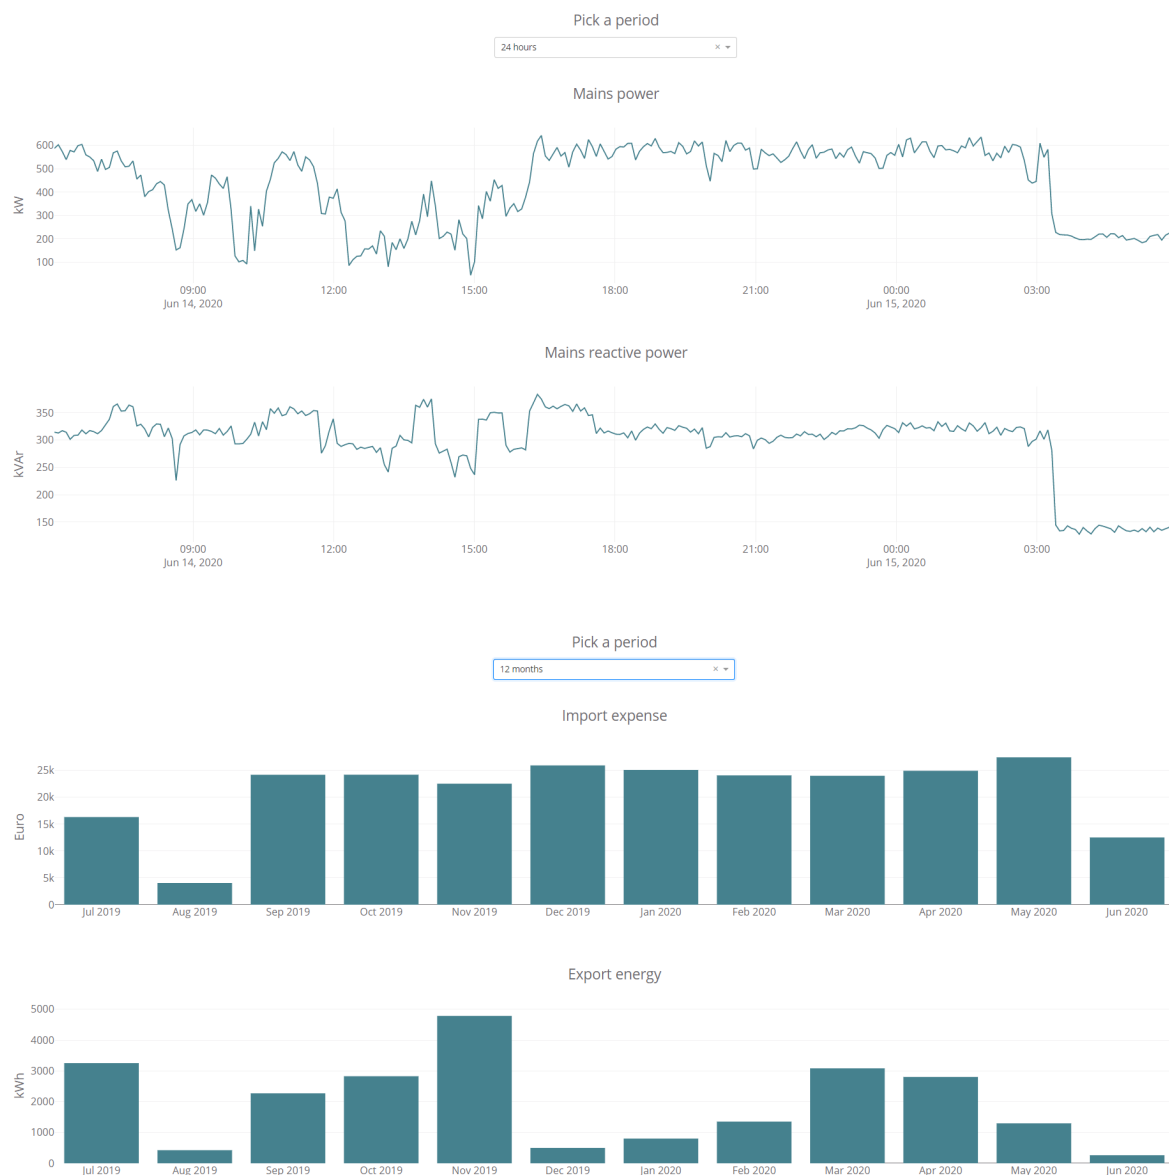 Pick a period
24 hours
Mains power
kW
600
500
400
300
200
100
09:00 12:00 15:00 18:00 21:00 00:00 03:00
Jun 14, 2020 Jun 15, 2020
Mains reactive power
kVAr
350
300
250
200
150
09:00 12:00 15:00 18:00 21:00 00:00 03:00
Jun 14, 2020 Jun 15, 2020
Pick a period
12 months
Import expense
Euro
25k
20k
15k
10k
5k
0
Jul 2019 Aug 2019 Sep 2019 Oct 2019 Nov 2019 Dec 2019 Jan 2020 Feb 2020 Mar 2020 Apr 2020 May 2020 Jun 2020
Export energy
kWh
5000
4000
3000
2000
1000
0
Jul 2019 Aug 2019 Sep 2019 Oct 2019 Nov 2019 Dec 2019 Jan 2020 Feb 2020 Mar 2020 Apr 2020 May 2020 Jun 2020